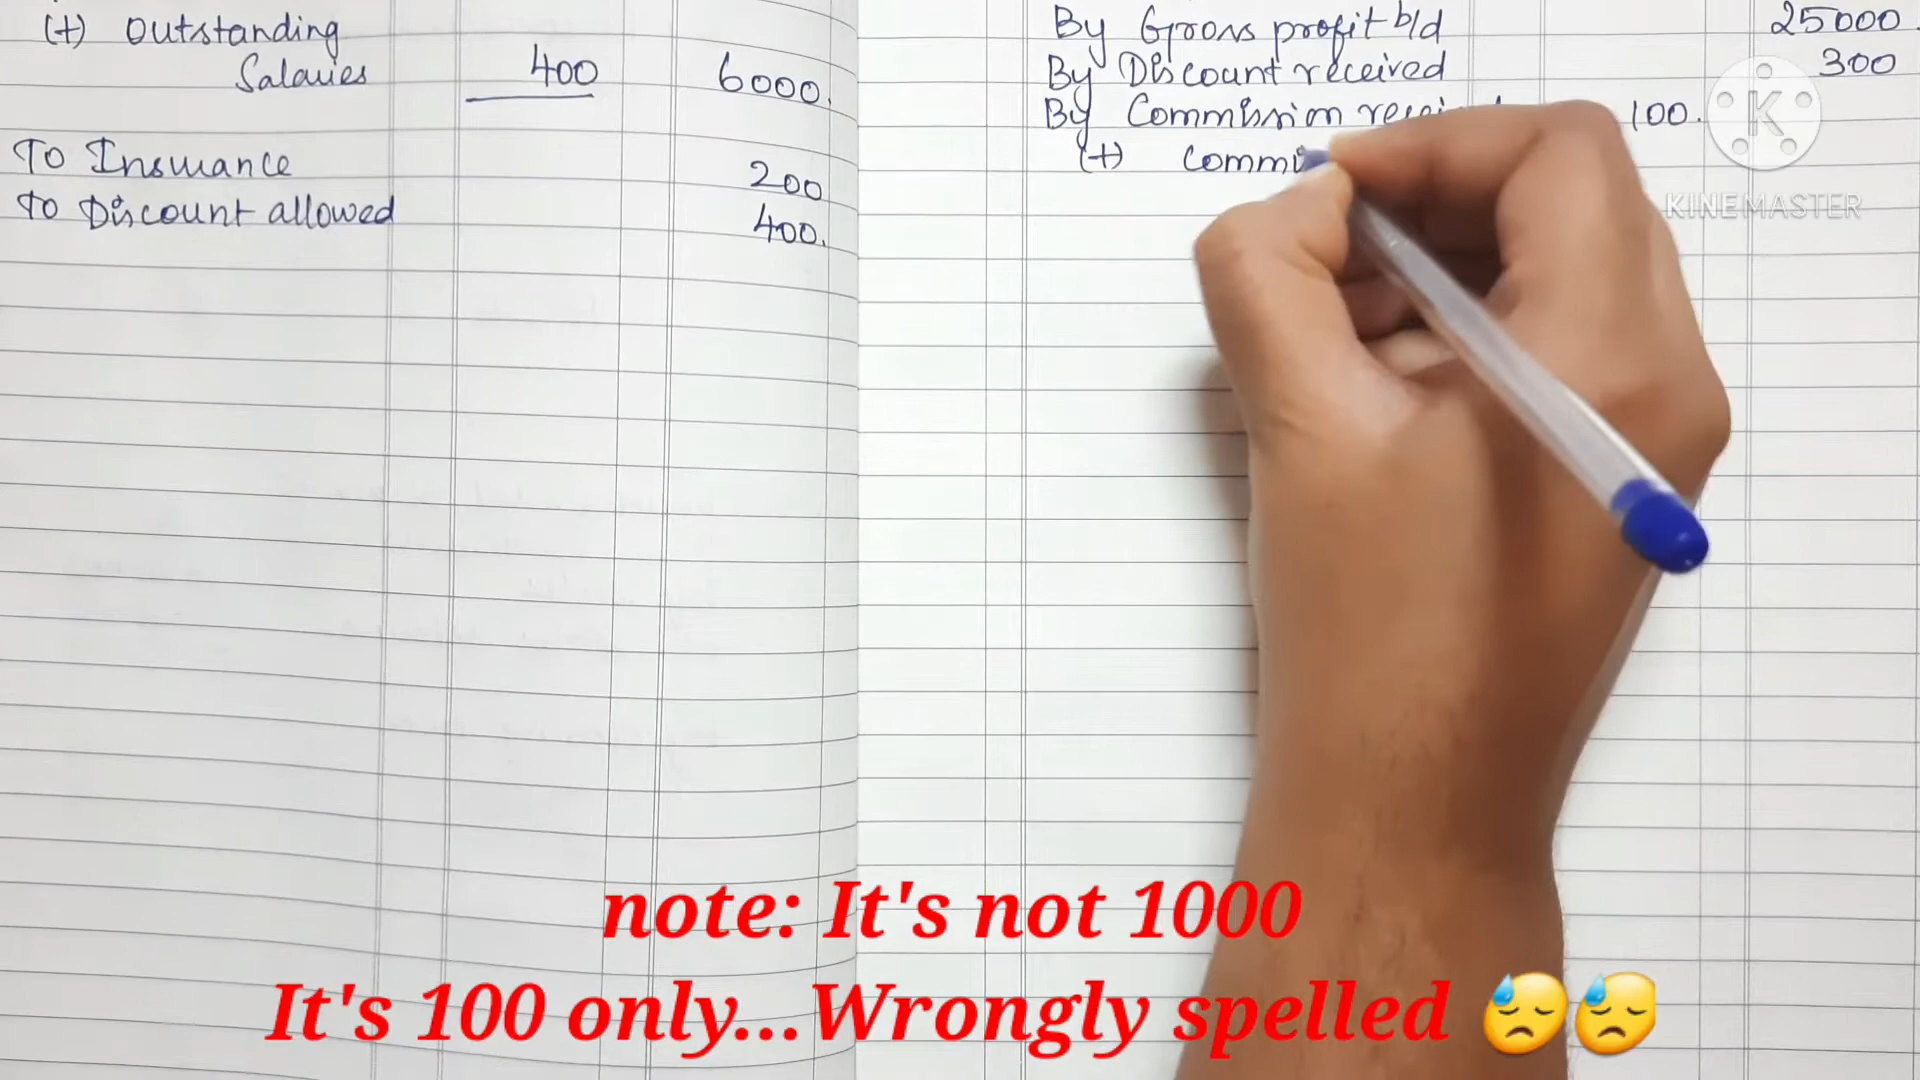 (+) Outstanding
Salaries 400 6000.
To Insurance 200
To Discount allowed 400.
By Gross profit b/d 25000.
By Discount received 300
By Commission 100.
(+)
K
KINEMASTER
note: It's not 1000
It's 100 only...Wrongly spelled 😓😓